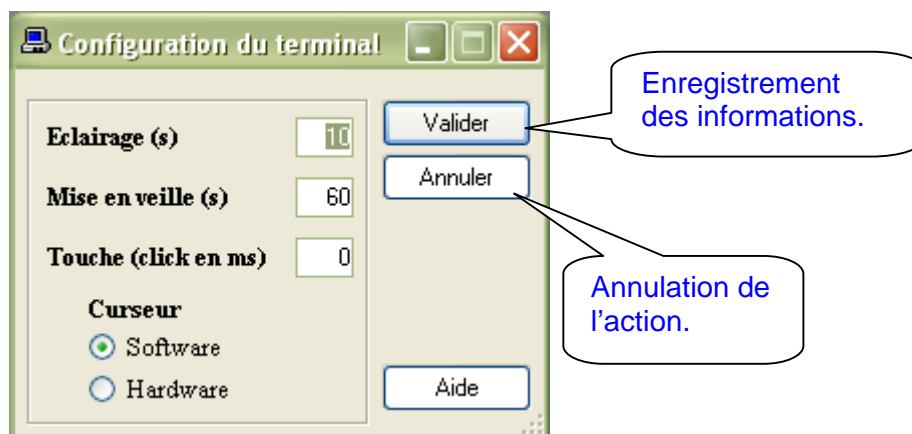 Configuration du terminal
Eclairage (s) 10
Mise en veille (s) 60
Touche (click en ms) 0
Curseur
Software
Hardware
Valider
Annuler
Aide
Enregistrement
des informations.
Annulation de
l'action.